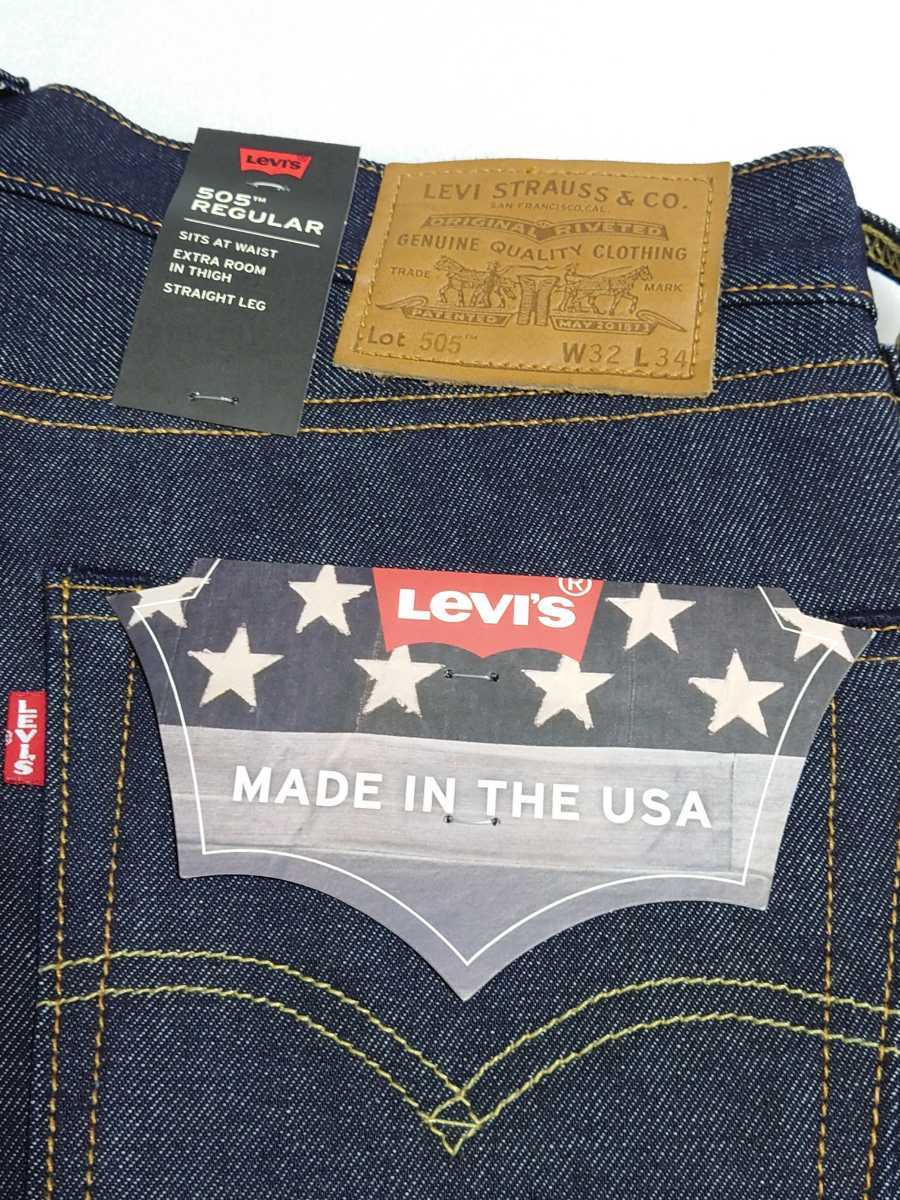 LEVI'S
505™
REGULAR
SITS AT WAIST
EXTRA ROOM
IN THIGH
STRAIGHT LEG
LEVI STRAUSS & CO.
SAN FRANCISCO, CAL.
ORIGINAL RIVETED
GENUINE QUALITY CLOTHING
TRADE MARK
PATENTED MAY 20 1873
Lot 505™ W32 L34
LEVI'S®
MADE IN THE USA
LEVI'S
®